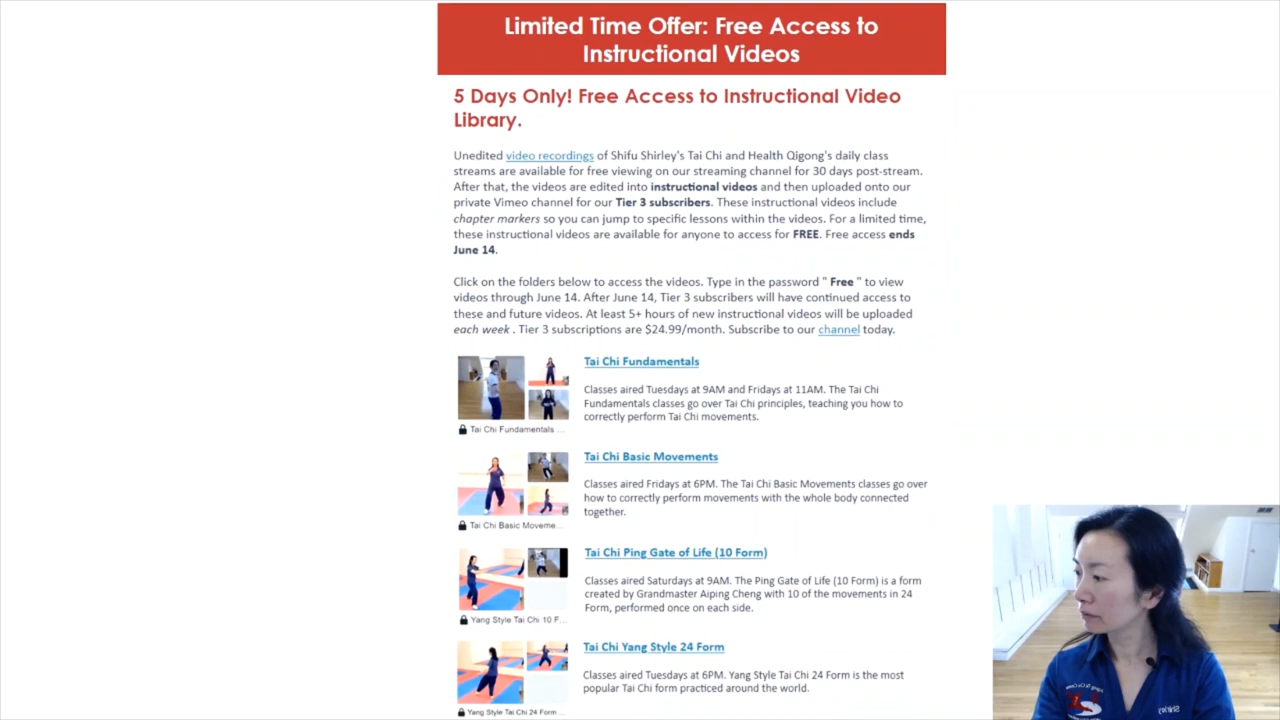 Limited Time Offer: Free Access to
Instructional Videos
5 Days Only! Free Access to Instructional Video
Library.
Unedited video recordings of Shifu Shirley's Tai Chi and Health Qigong's daily class
streams are available for free viewing on our streaming channel for 30 days post-stream.
After that, the videos are edited into instructional videos and then uploaded onto our
private Vimeo channel for our Tier 3 subscribers. These instructional videos include
chapter markers so you can jump to specific lessons within the videos. For a limited time,
these instructional videos are available for anyone to access for FREE. Free access ends
June 14.
Click on the folders below to access the videos. Type in the password " Free " to view
videos through June 14. After June 14, Tier 3 subscribers will have continued access to
these and future videos. At least 5+ hours of new instructional videos will be uploaded
each week . Tier 3 subscriptions are $24.99/month. Subscribe to our channel today.
Tai Chi Fundamentals
Classes aired Tuesdays at 9AM and Fridays at 11AM. The Tai Chi
Fundamentals classes go over Tai Chi principles, teaching you how to
correctly perform Tai Chi movements.
Tai Chi Fundamentals ...
Tai Chi Basic Movements
Classes aired Fridays at 6PM. The Tai Chi Basic Movements classes go over
how to correctly perform movements with the whole body connected
together.
Tai Chi Basic Moveme...
Tai Chi Ping Gate of Life (10 Form)
Classes aired Saturdays at 9AM. The Ping Gate of Life (10 Form) is a form
created by Grandmaster Aiping Cheng with 10 of the movements in 24
Form, performed once on each side.
Yang Style Tai Chi 10 F...
Tai Chi Yang Style 24 Form
Classes aired Tuesdays at 6PM. Yang Style Tai Chi 24 Form is the most
popular Tai Chi form practiced around the world.
Yang Style Tai Chi 24 Form ...
Shirley